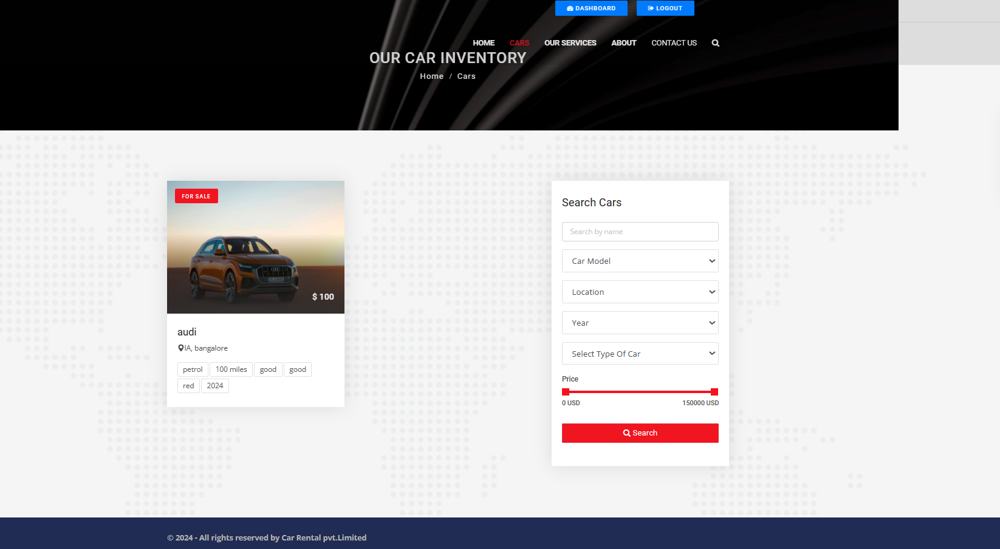 DASHBOARD
LOGOUT
HOME CARS OUR SERVICES ABOUT CONTACT US
OUR CAR INVENTORY
Home / Cars
FOR SALE
$ 100
audi
IA, bangalore
petrol 100 miles good good
red 2024
Search Cars
Search by name
Car Model
Location
Year
Select Type Of Car
Price
0 USD 150000 USD
Search
© 2024 - All rights reserved by Car Rental pvt.Limited